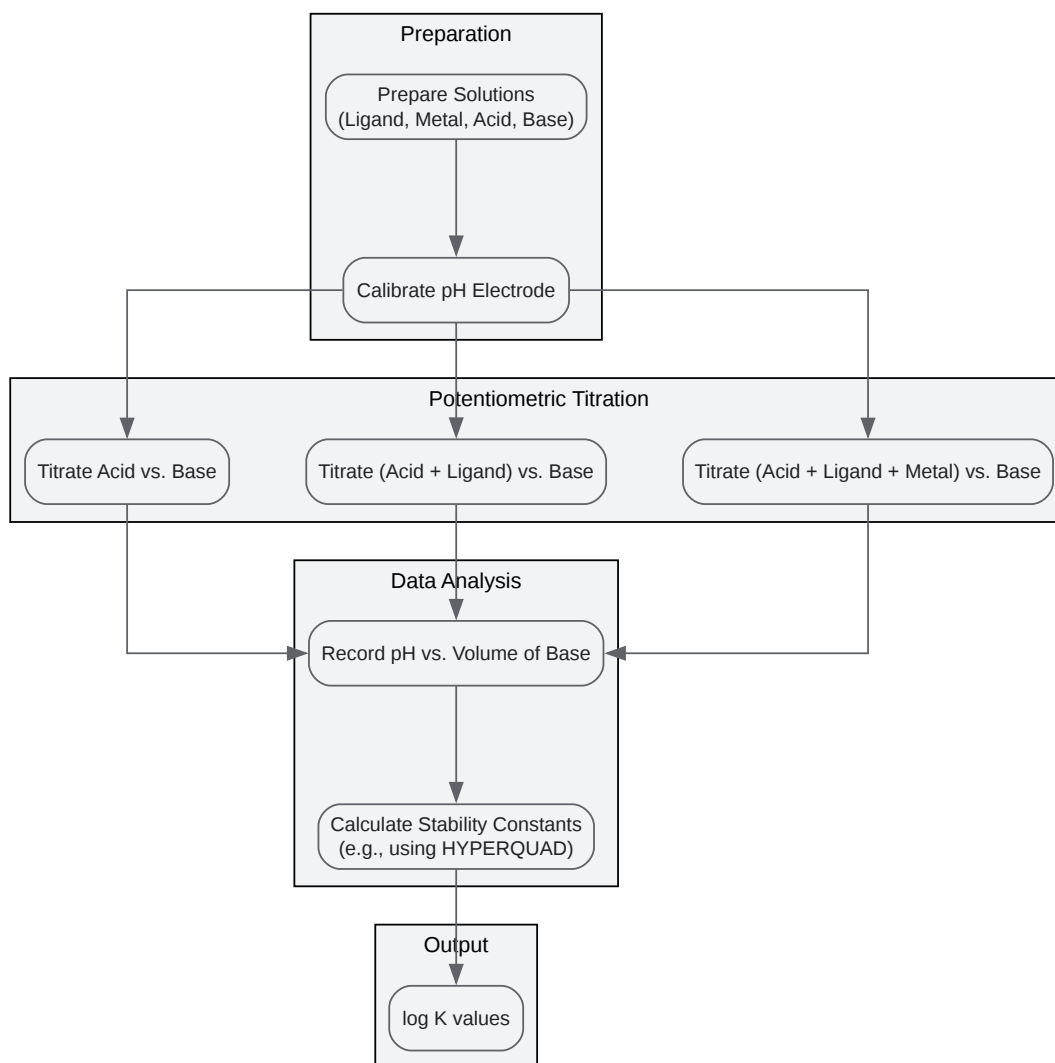 Preparation
Prepare Solutions
(Ligand, Metal, Acid, Base)
Calibrate pH Electrode
Potentiometric Titration
Titrate Acid vs. Base
Titrate (Acid + Ligand) vs. Base
Titrate (Acid + Ligand + Metal) vs. Base
Data Analysis
Record pH vs. Volume of Base
Calculate Stability Constants
(e.g., using HYPERQUAD)
Output
log K values